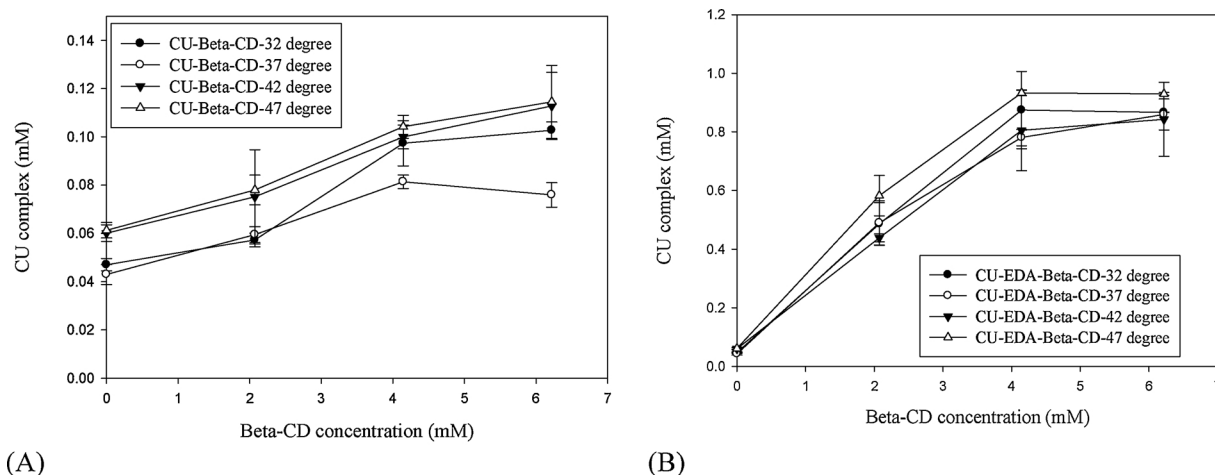 CU complex (mM)
0.14
0.12
0.10
0.08
0.06
0.04
0.02
0.00
CU-Beta-CD-32 degree
CU-Beta-CD-37 degree
CU-Beta-CD-42 degree
CU-Beta-CD-47 degree
0 1 2 3 4 5 6 7
Beta-CD concentration (mM)
(A)
CU complex (mM)
1.2
1.0
0.8
0.6
0.4
0.2
0.0
CU-EDA-Beta-CD-32 degree
CU-EDA-Beta-CD-37 degree
CU-EDA-Beta-CD-42 degree
CU-EDA-Beta-CD-47 degree
0 1 2 3 4 5 6 7
Beta-CD concentration (mM)
(B)